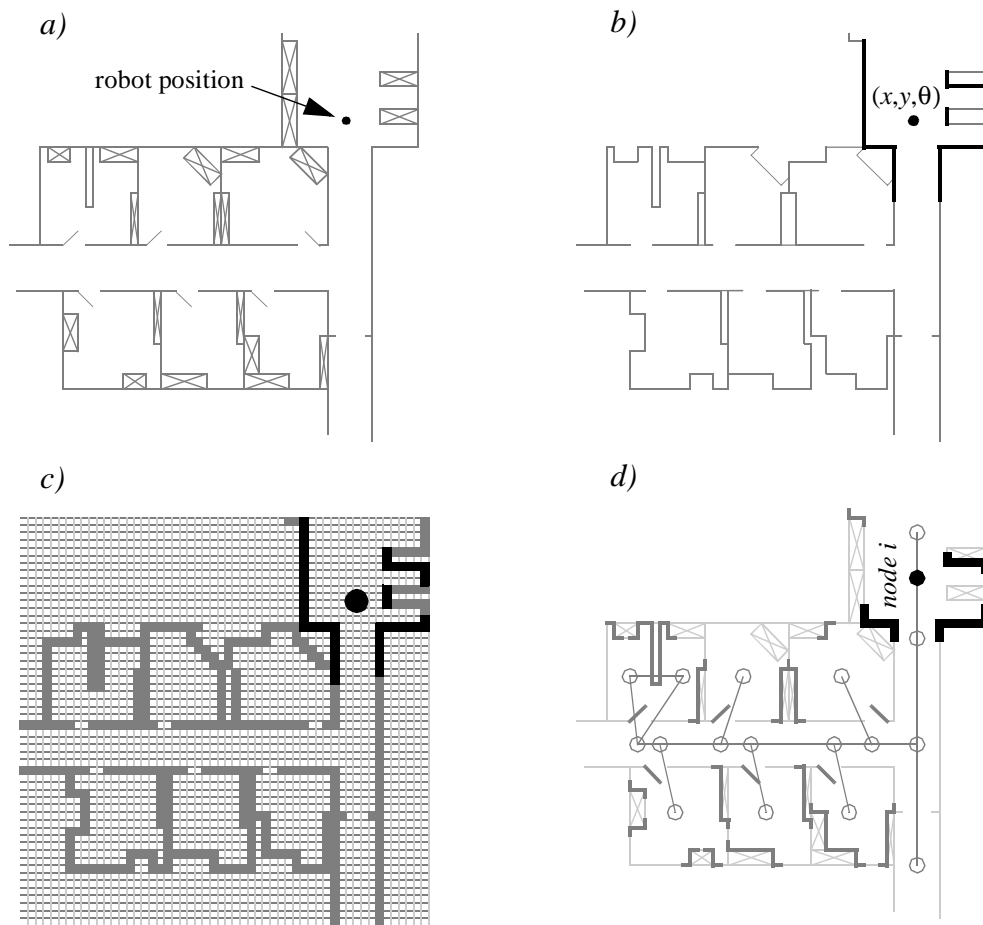 a)
b)
robot position
(x,y,θ)
c)
d)
node i